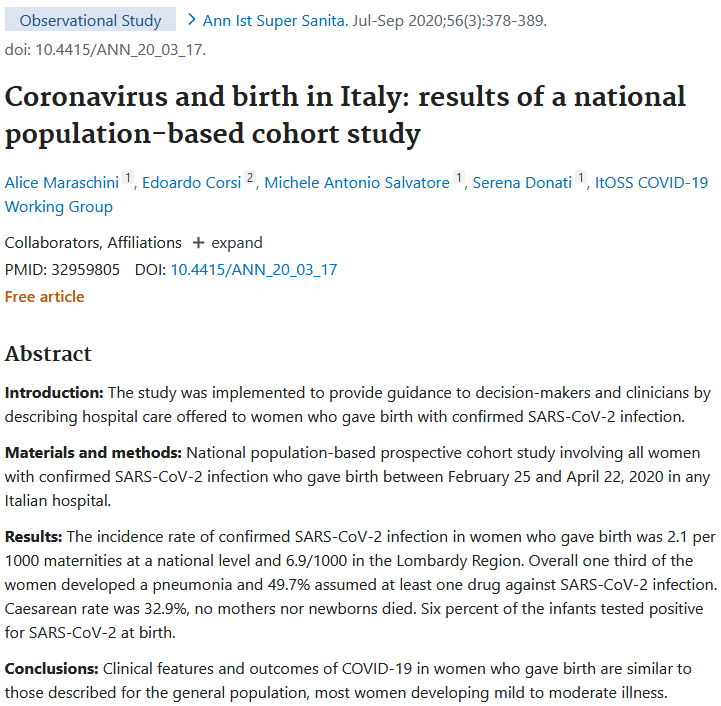 Observational Study > Ann Ist Super Sanita. Jul-Sep 2020;56(3):378-389.
doi: 10.4415/ANN_20_03_17.
Coronavirus and birth in Italy: results of a national
population-based cohort study
Alice Maraschini 1, Edoardo Corsi 2, Michele Antonio Salvatore 1, Serena Donati 1, ItOSS COVID-19
Working Group
Collaborators, Affiliations + expand
PMID: 32959805 DOI: 10.4415/ANN_20_03_17
Free article
Abstract
Introduction: The study was implemented to provide guidance to decision-makers and clinicians by
describing hospital care offered to women who gave birth with confirmed SARS-CoV-2 infection.
Materials and methods: National population-based prospective cohort study involving all women
with confirmed SARS-CoV-2 infection who gave birth between February 25 and April 22, 2020 in any
Italian hospital.
Results: The incidence rate of confirmed SARS-CoV-2 infection in women who gave birth was 2.1 per
1000 maternities at a national level and 6.9/1000 in the Lombardy Region. Overall one third of the
women developed a pneumonia and 49.7% assumed at least one drug against SARS-CoV-2 infection.
Caesarean rate was 32.9%, no mothers nor newborns died. Six percent of the infants tested positive
for SARS-CoV-2 at birth.
Conclusions: Clinical features and outcomes of COVID-19 in women who gave birth are similar to
those described for the general population, most women developing mild to moderate illness.